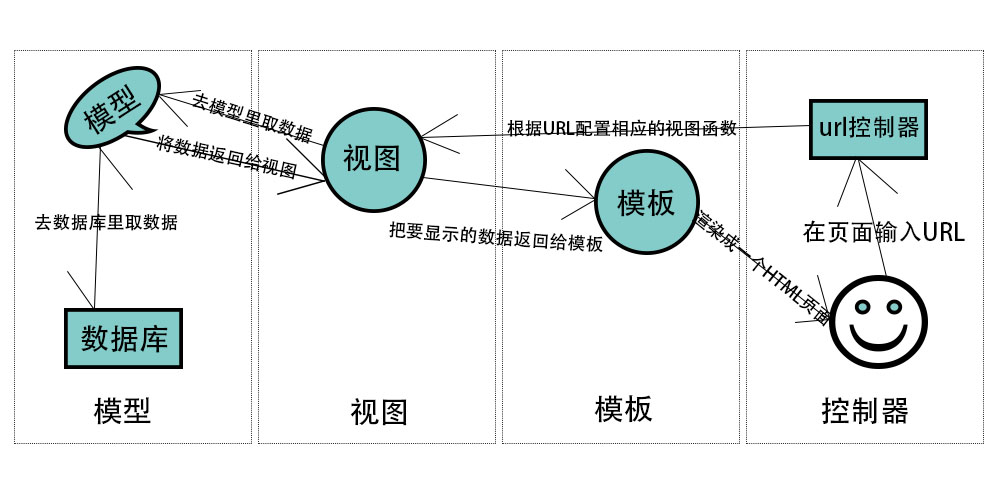 模型
去模型里取数据
将数据返回给视图
视图
根据URL配置相应的视图函数
url控制器
模板
把要显示的数据返回给模板
渲染成一个HTML页面
在页面输入URL
去数据库里取数据
数据库
模型
视图
模板
控制器